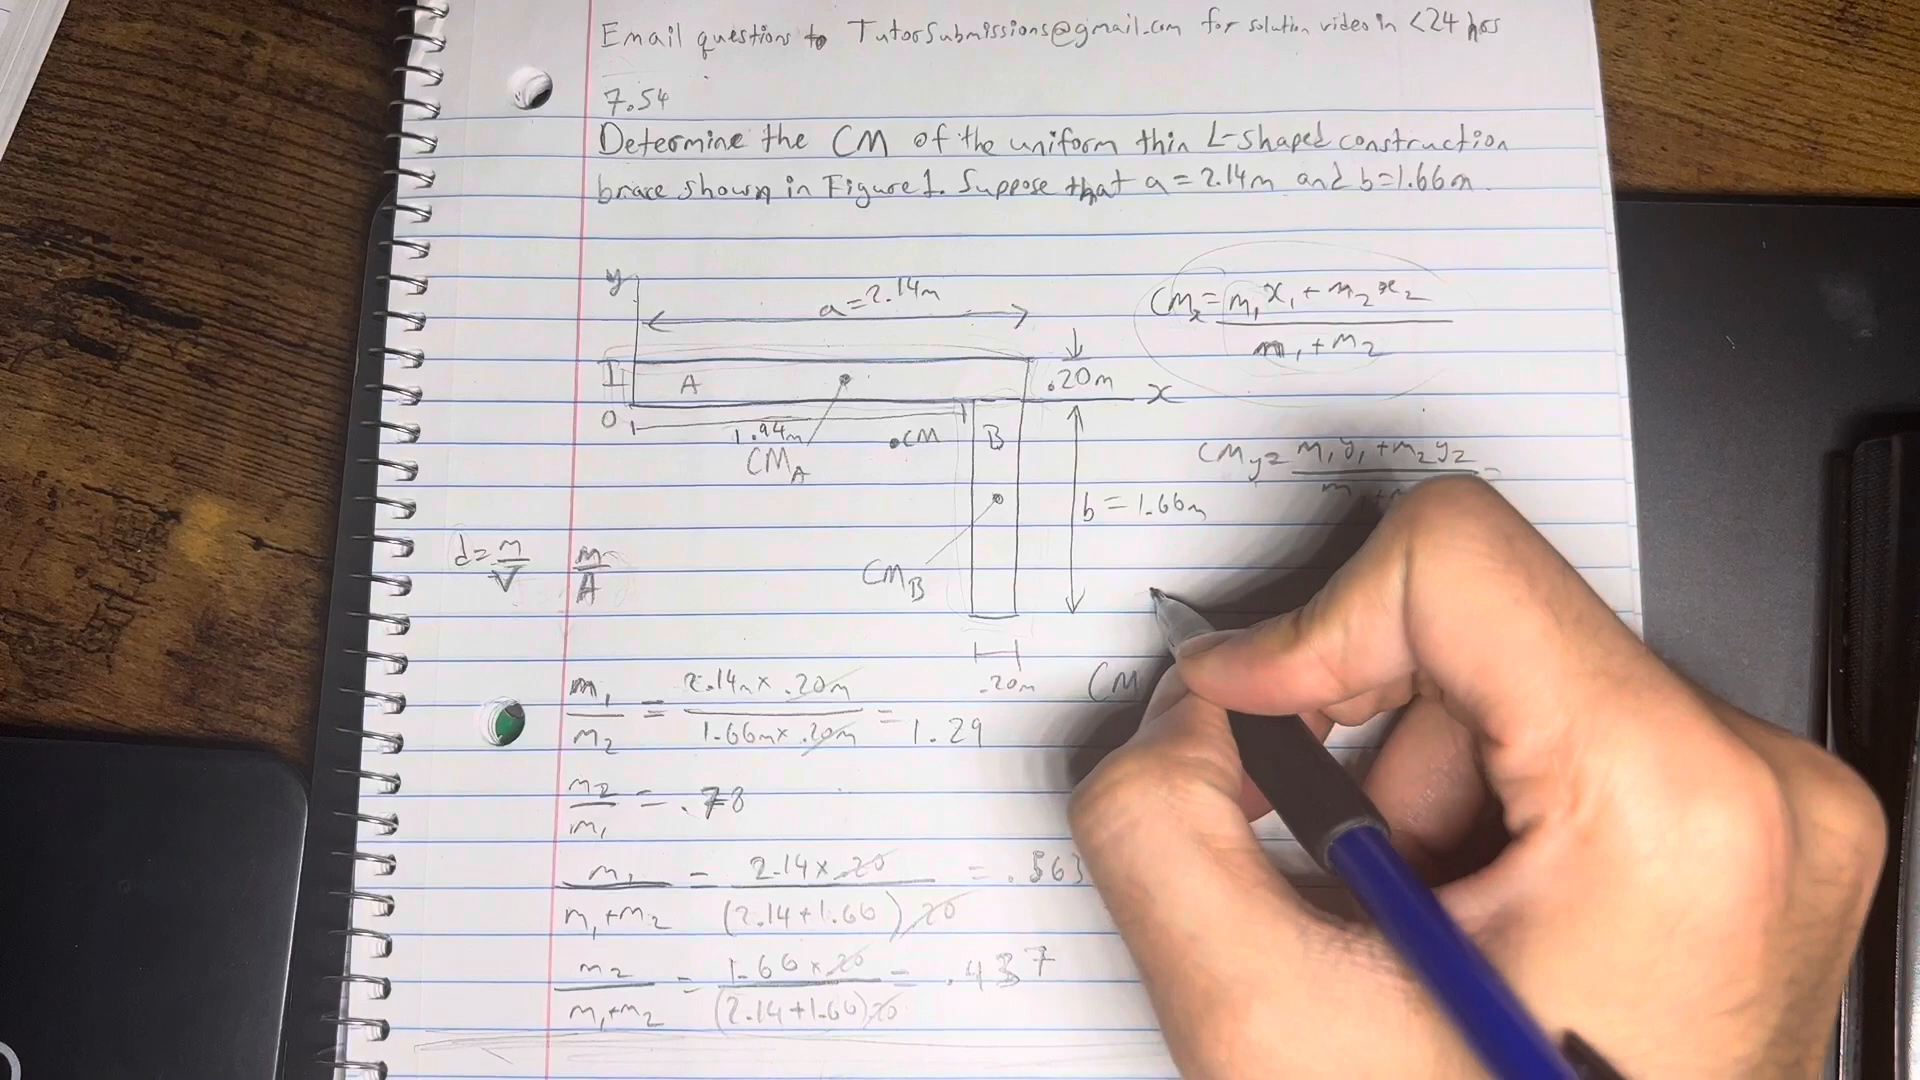 Email questions to TutorSubmissions@gmail.com for solution video in <24 hrs
7.54
Determine the CM of the uniform thin L-shaped construction
brace shown in Figure 1. Suppose that a = 2.14m and b=1.66m.
y
a=2.14m
CMx = m1x1 + m2x2
m1 + m2
A
.20m
x
0
1.94m
.CM
B
CMA
CMy= m1y1 + m2y2 =
b = 1.66m
d= m/V
m/A
CMB
.20m
CM
m1/m2 = 2.14m x .20m / 1.66m x .20m = 1.29
m2/m1 = .78
m1/m1+m2 = 2.14 x .20 / (2.14+1.66).20 = .563
m2/m1+m2 = 1.66 x .20 / (2.14+1.66).20 = .437